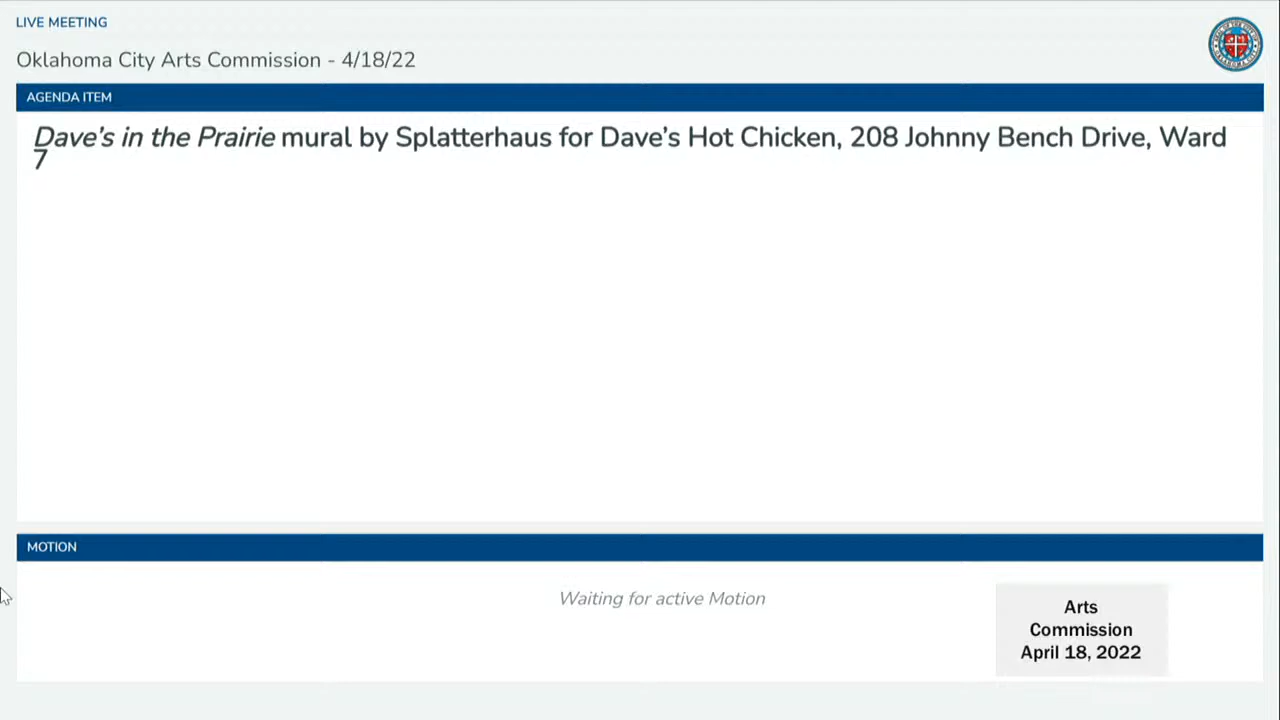 LIVE MEETING
Oklahoma City Arts Commission - 4/18/22
AGENDA ITEM
Dave's in the Prairie mural by Splatterhaus for Dave's Hot Chicken, 208 Johnny Bench Drive, Ward
7
MOTION
Waiting for active Motion
Arts
Commission
April 18, 2022